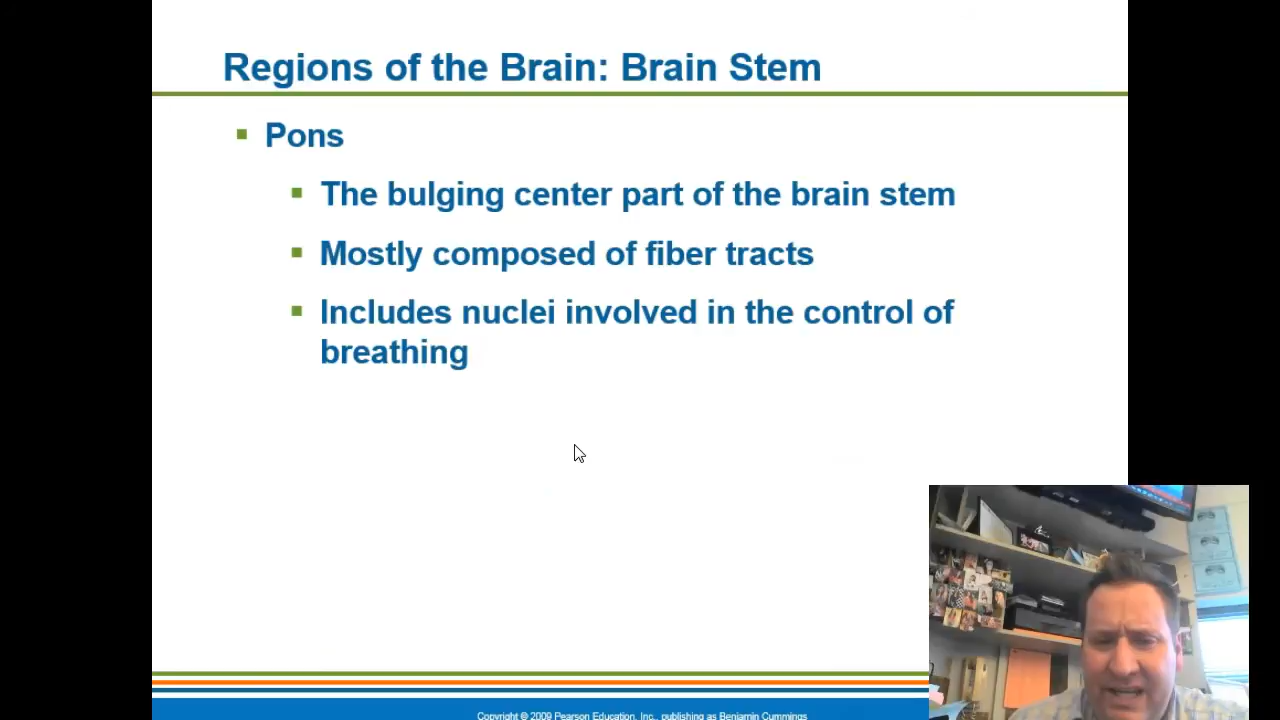 Regions of the Brain: Brain Stem
Pons
The bulging center part of the brain stem
Mostly composed of fiber tracts
Includes nuclei involved in the control of
breathing
Copyright © 2009 Pearson Education, Inc., publishing as Benjamin Cummings